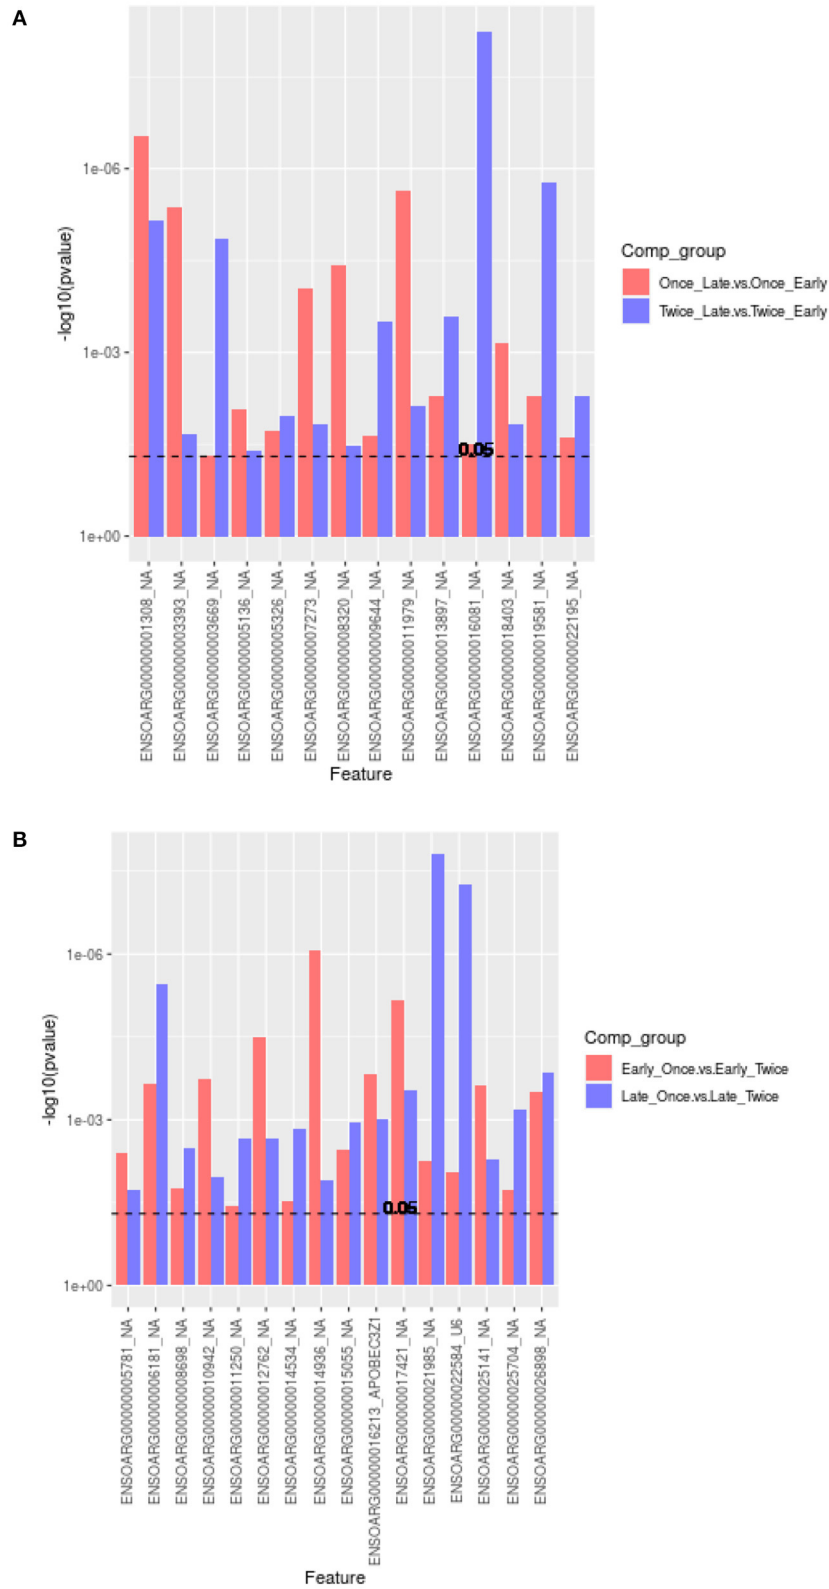 A
-log10(pvalue)
1e-06
1e-03
1e+00
0.05
ENSOARG00000001308_NA
ENSOARG00000003393_NA
ENSOARG00000003669_NA
ENSOARG00000005136_NA
ENSOARG00000005326_NA
ENSOARG00000007273_NA
ENSOARG00000008320_NA
ENSOARG00000009644_NA
ENSOARG00000011979_NA
ENSOARG00000013897_NA
ENSOARG00000016081_NA
ENSOARG00000018403_NA
ENSOARG00000019581_NA
ENSOARG00000022195_NA
Feature
Comp_group
Once_Late.vs.Once_Early
Twice_Late.vs.Twice_Early
B
-log10(pvalue)
1e-06
1e-03
1e+00
0.05
ENSOARG00000005781_NA
ENSOARG00000006181_NA
ENSOARG00000008698_NA
ENSOARG00000010942_NA
ENSOARG00000011250_NA
ENSOARG00000012762_NA
ENSOARG00000014534_NA
ENSOARG00000014936_NA
ENSOARG00000015055_NA
ENSOARG00000016213_APOBEC3Z1
ENSOARG00000017421_NA
ENSOARG00000021985_NA
ENSOARG00000022584_U6
ENSOARG00000025141_NA
ENSOARG00000025704_NA
ENSOARG00000026898_NA
Feature
Comp_group
Early_Once.vs.Early_Twice
Late_Once.vs.Late_Twice